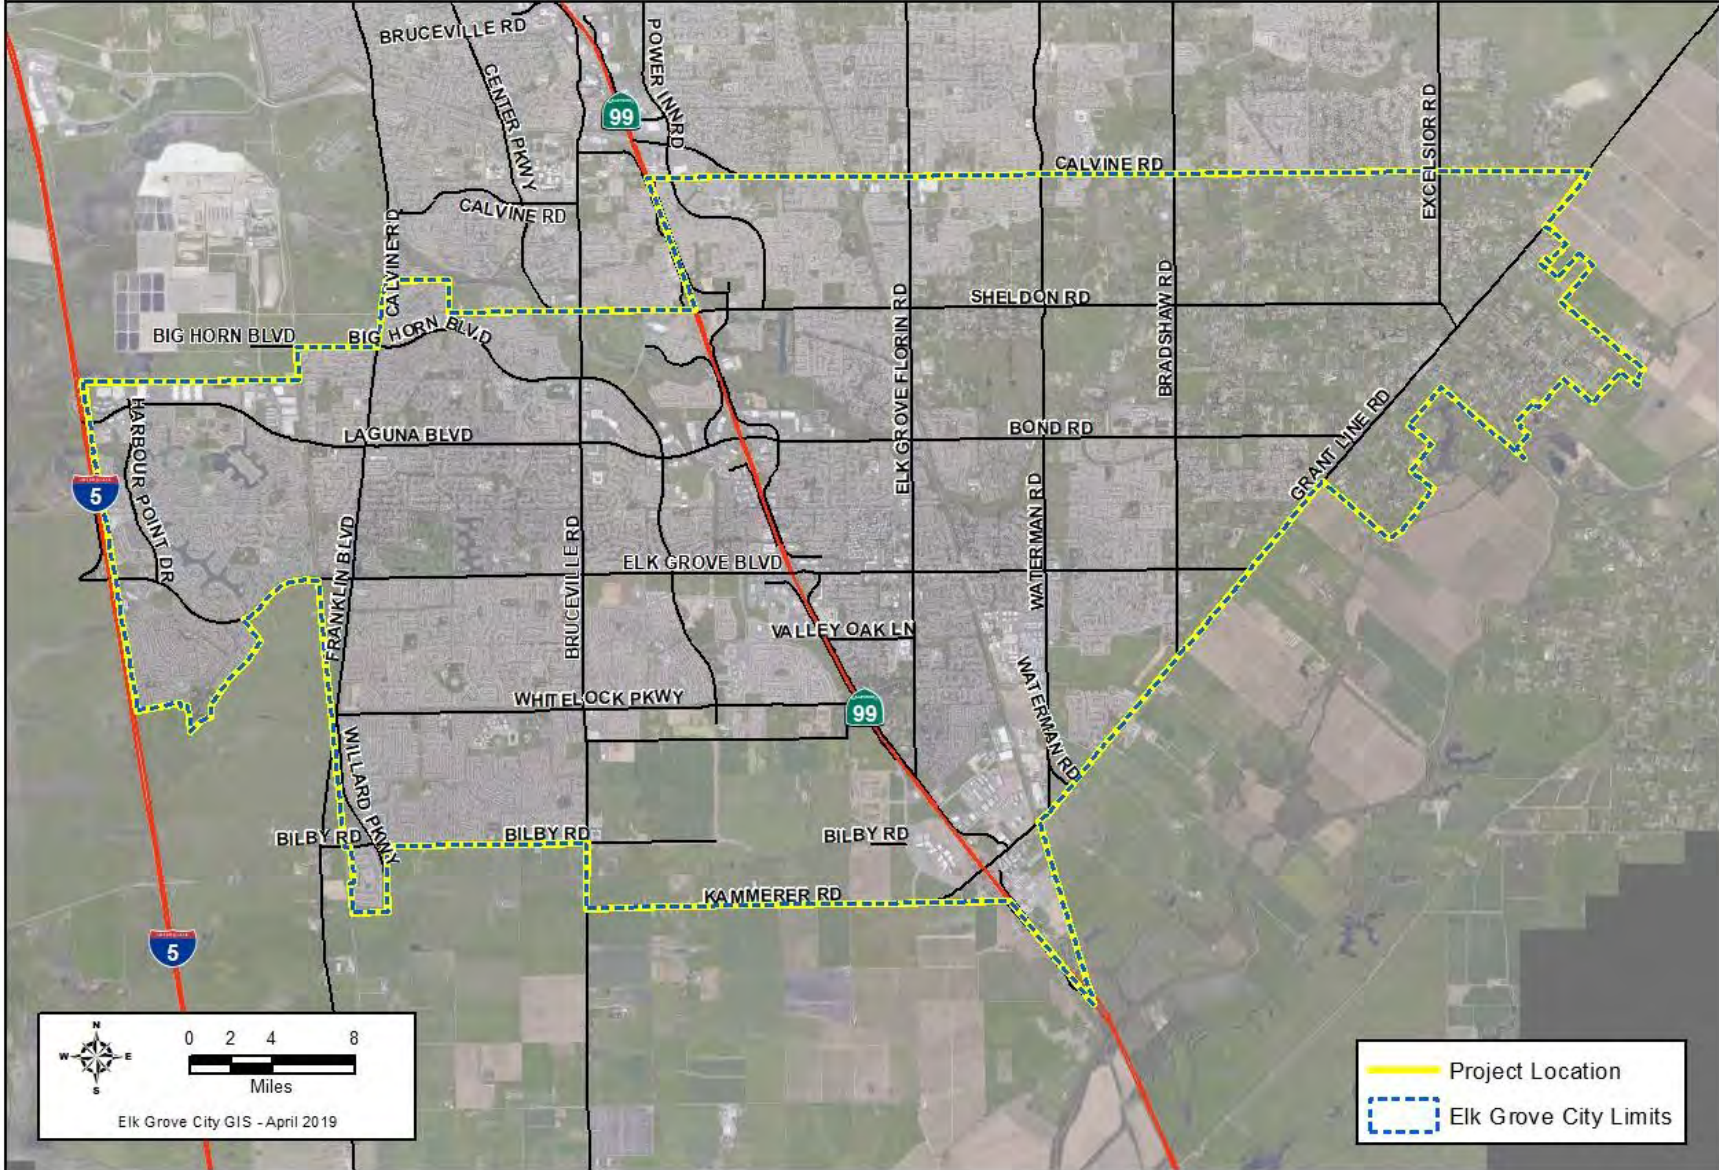 BRUCEVILLE RD
POWER INN RD
CENTER PKWY
99
EXCELSIOR RD
CALVINE RD
CALVINE RD
CALVINE RD
SHELDON RD
BRADSHAW RD
ELK GROVE FLORIN RD
BIG HORN BLVD
BIG HORN BLVD
HARBOUR POINT DR
LAGUNA BLVD
BOND RD
GRANT LINE RD
5
WATERMAN RD
FRANKLIN BLVD
BRUCEVILLE RD
ELK GROVE BLVD
VALLEY OAK LN
WATERMAN RD
WHITELOCK PKWY
99
WILLARD PKWY
BILBY RD
BILBY RD
BILBY RD
KAMMERER RD
5
N
W E
S
0 2 4 8
Miles
Elk Grove City GIS - April 2019
Project Location
Elk Grove City Limits